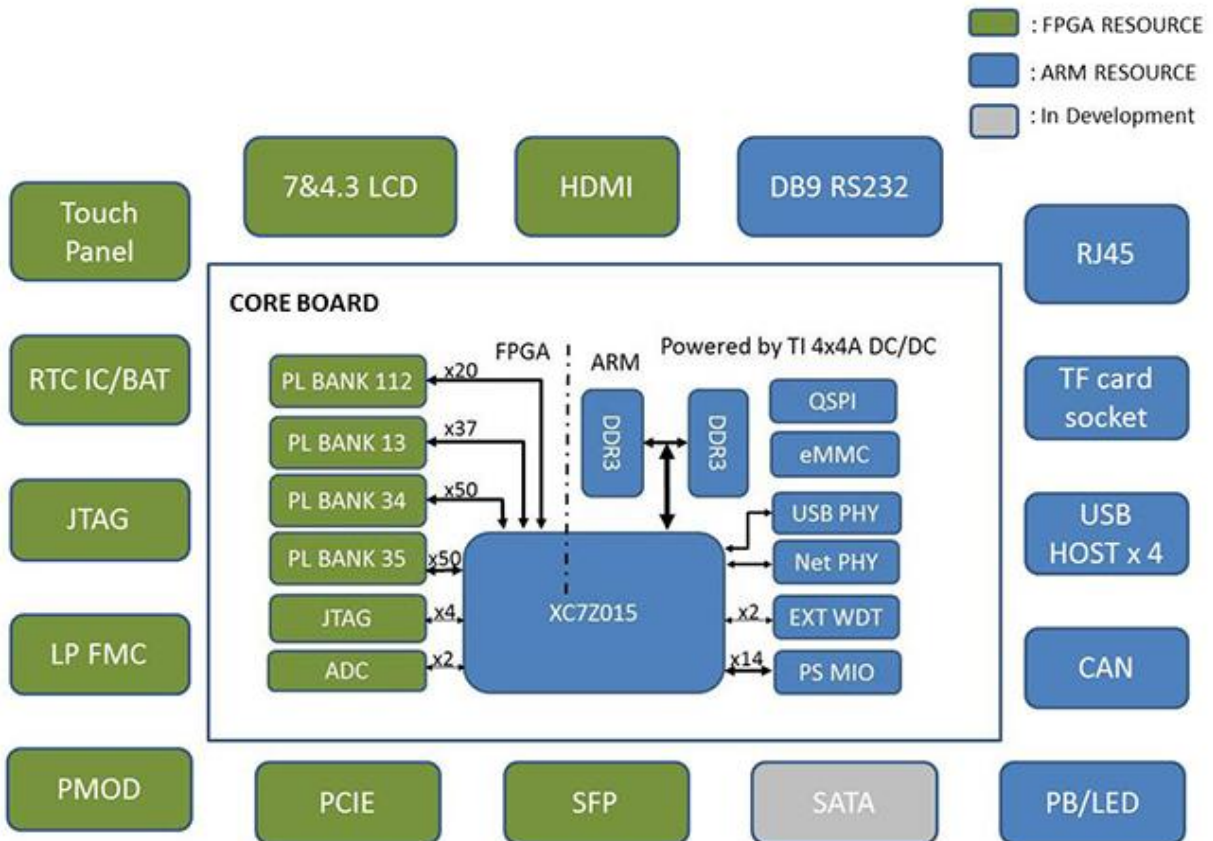 : FPGA RESOURCE
: ARM RESOURCE
: In Development
7&4.3 LCD
HDMI
DB9 RS232
Touch
Panel
RJ45
CORE BOARD
RTC IC/BAT
TF card
socket
JTAG
USB
HOST x 4
LP FMC
CAN
PMOD
PCIE
SFP
SATA
PB/LED
FPGA
ARM
Powered by TI 4x4A DC/DC
PL BANK 112
x20
PL BANK 13
x37
PL BANK 34
x50
PL BANK 35
x50
JTAG
x4
ADC
x2
DDR3
DDR3
XC7Z015
QSPI
eMMC
USB PHY
Net PHY
x2
EXT WDT
x14
PS MIO